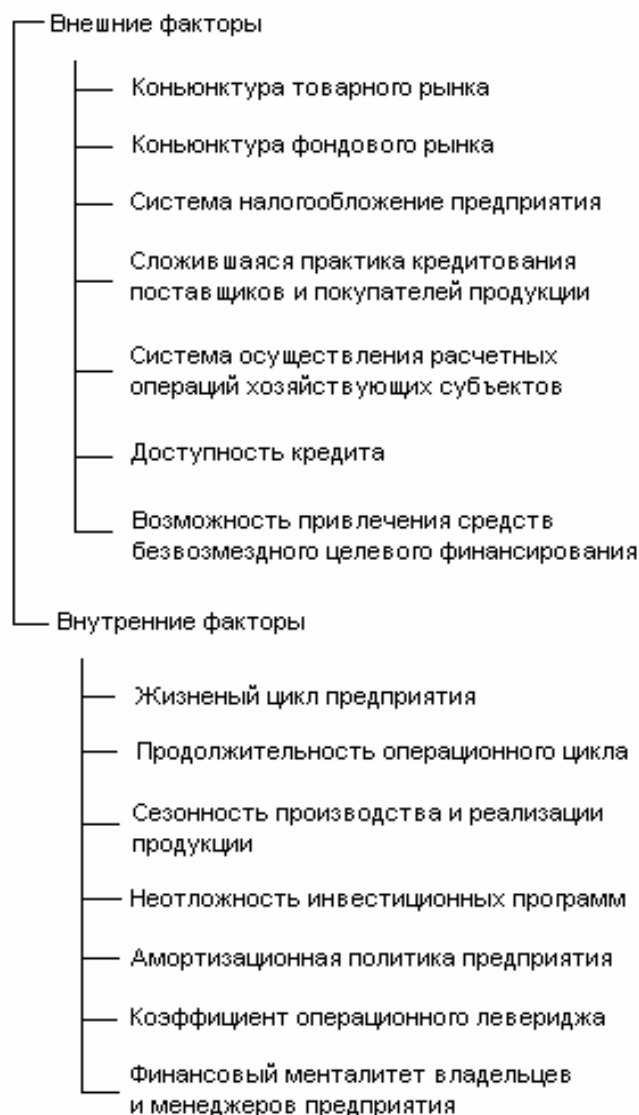 Внешние факторы
Коньюнктура товарного рынка
Коньюнктура фондового рынка
Система налогообложение предприятия
Сложившаяся практика кредитования
поставщиков и покупателей продукции
Система осуществления расчетных
операций хозяйствующих субъектов
Доступность кредита
Возможность привлечения средств
безвозмездного целевого финансирования
Внутренние факторы
Жизненый цикл предприятия
Продолжительность операционного цикла
Сезонность производства и реализации
продукции
Неотложность инвестиционных программ
Амортизационная политика предприятия
Коэффициент операционного левериджа
Финансовый менталитет владельцев
и менеджеров предприятия